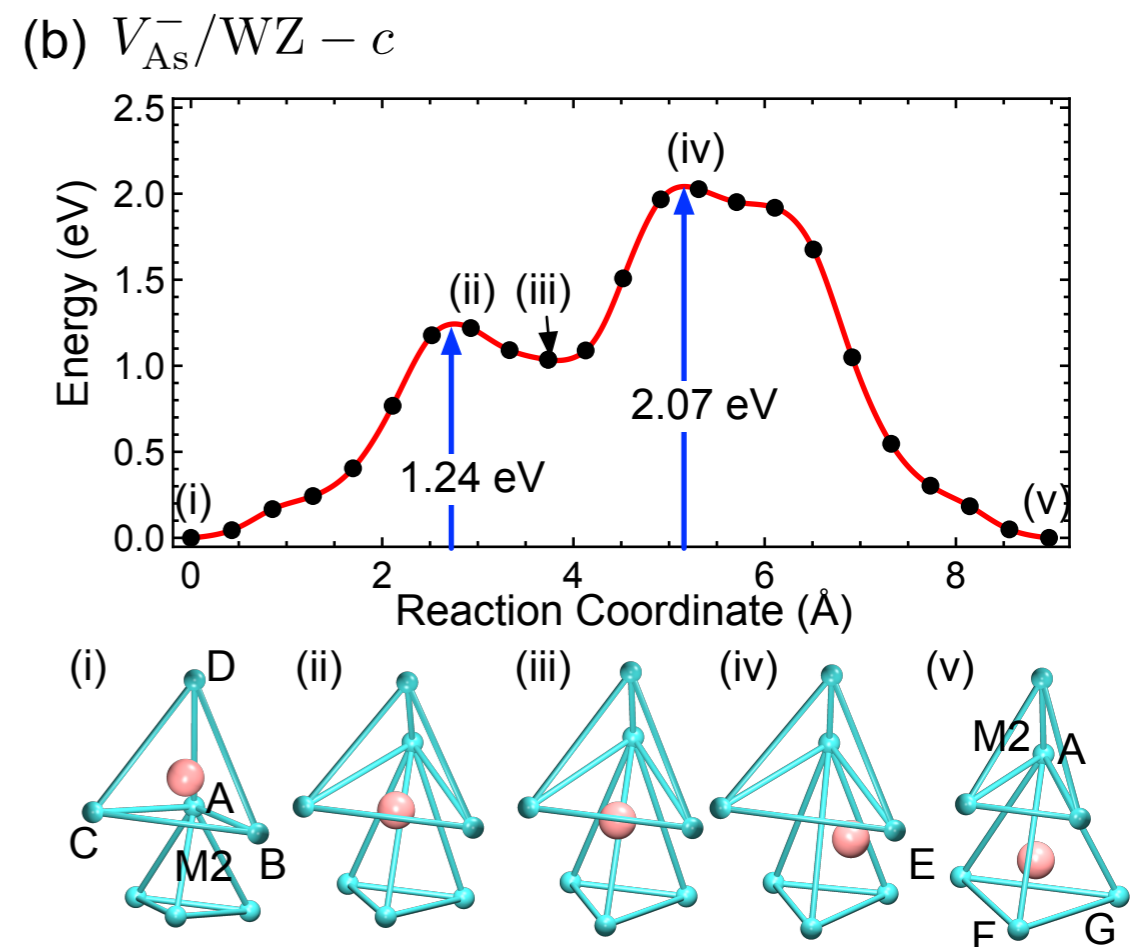 (b) V⁻As/WZ − c
2.5
2.0
1.5
1.0
0.5
0.0
Energy (eV)
(i)
(ii)
(iii)
(iv)
(v)
1.24 eV
2.07 eV
0 2 4 6 8
Reaction Coordinate (Å)
(i) (ii) (iii) (iv) (v)
D
A
C
B
M2
E
M2
A
F
G